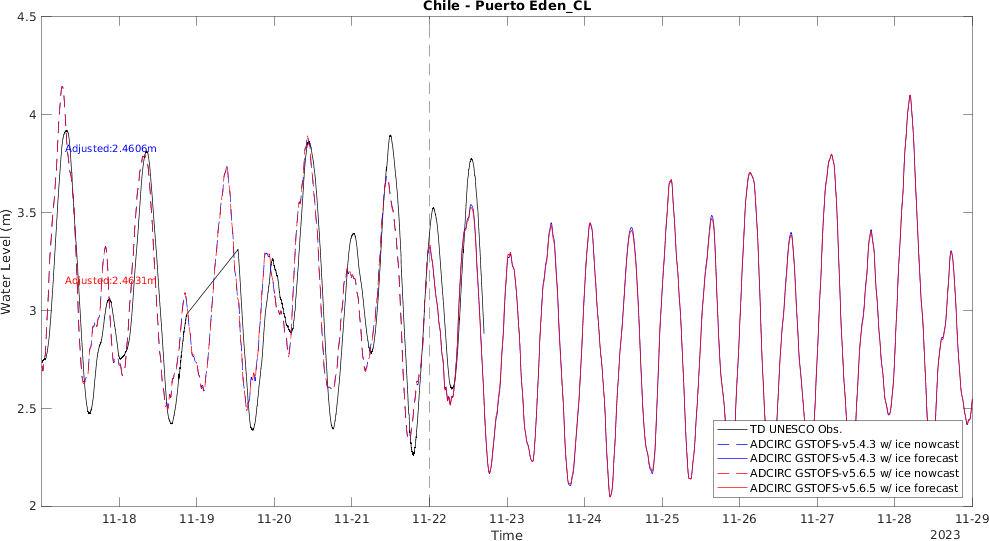 Chile - Puerto Eden_CL
4.5
4
3.5
3
2.5
2
Water Level (m)
Adjusted:2.4606m
Adjusted:2.4631m
TD UNESCO Obs.
ADCIRC GSTOFS-v5.4.3 w/ ice nowcast
ADCIRC GSTOFS-v5.4.3 w/ ice forecast
ADCIRC GSTOFS-v5.6.5 w/ ice nowcast
ADCIRC GSTOFS-v5.6.5 w/ ice forecast
11-18 11-19 11-20 11-21 11-22 11-23 11-24 11-25 11-26 11-27 11-28 11-29
Time
2023